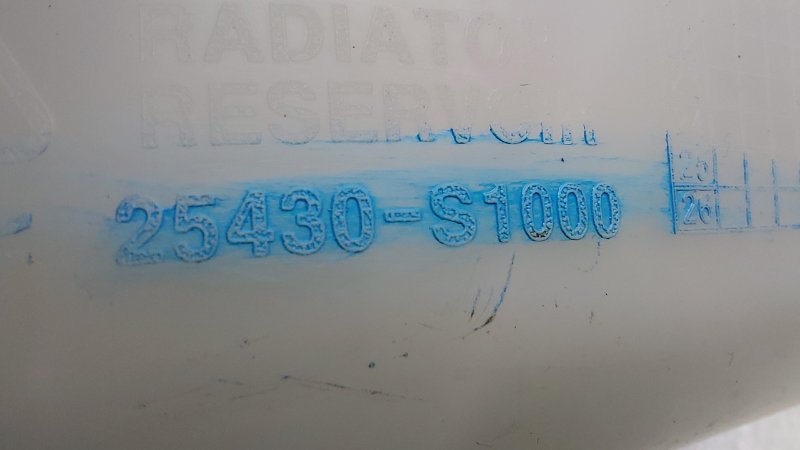 RADIATOR
RESERVOIR
25430-S1000
25
26